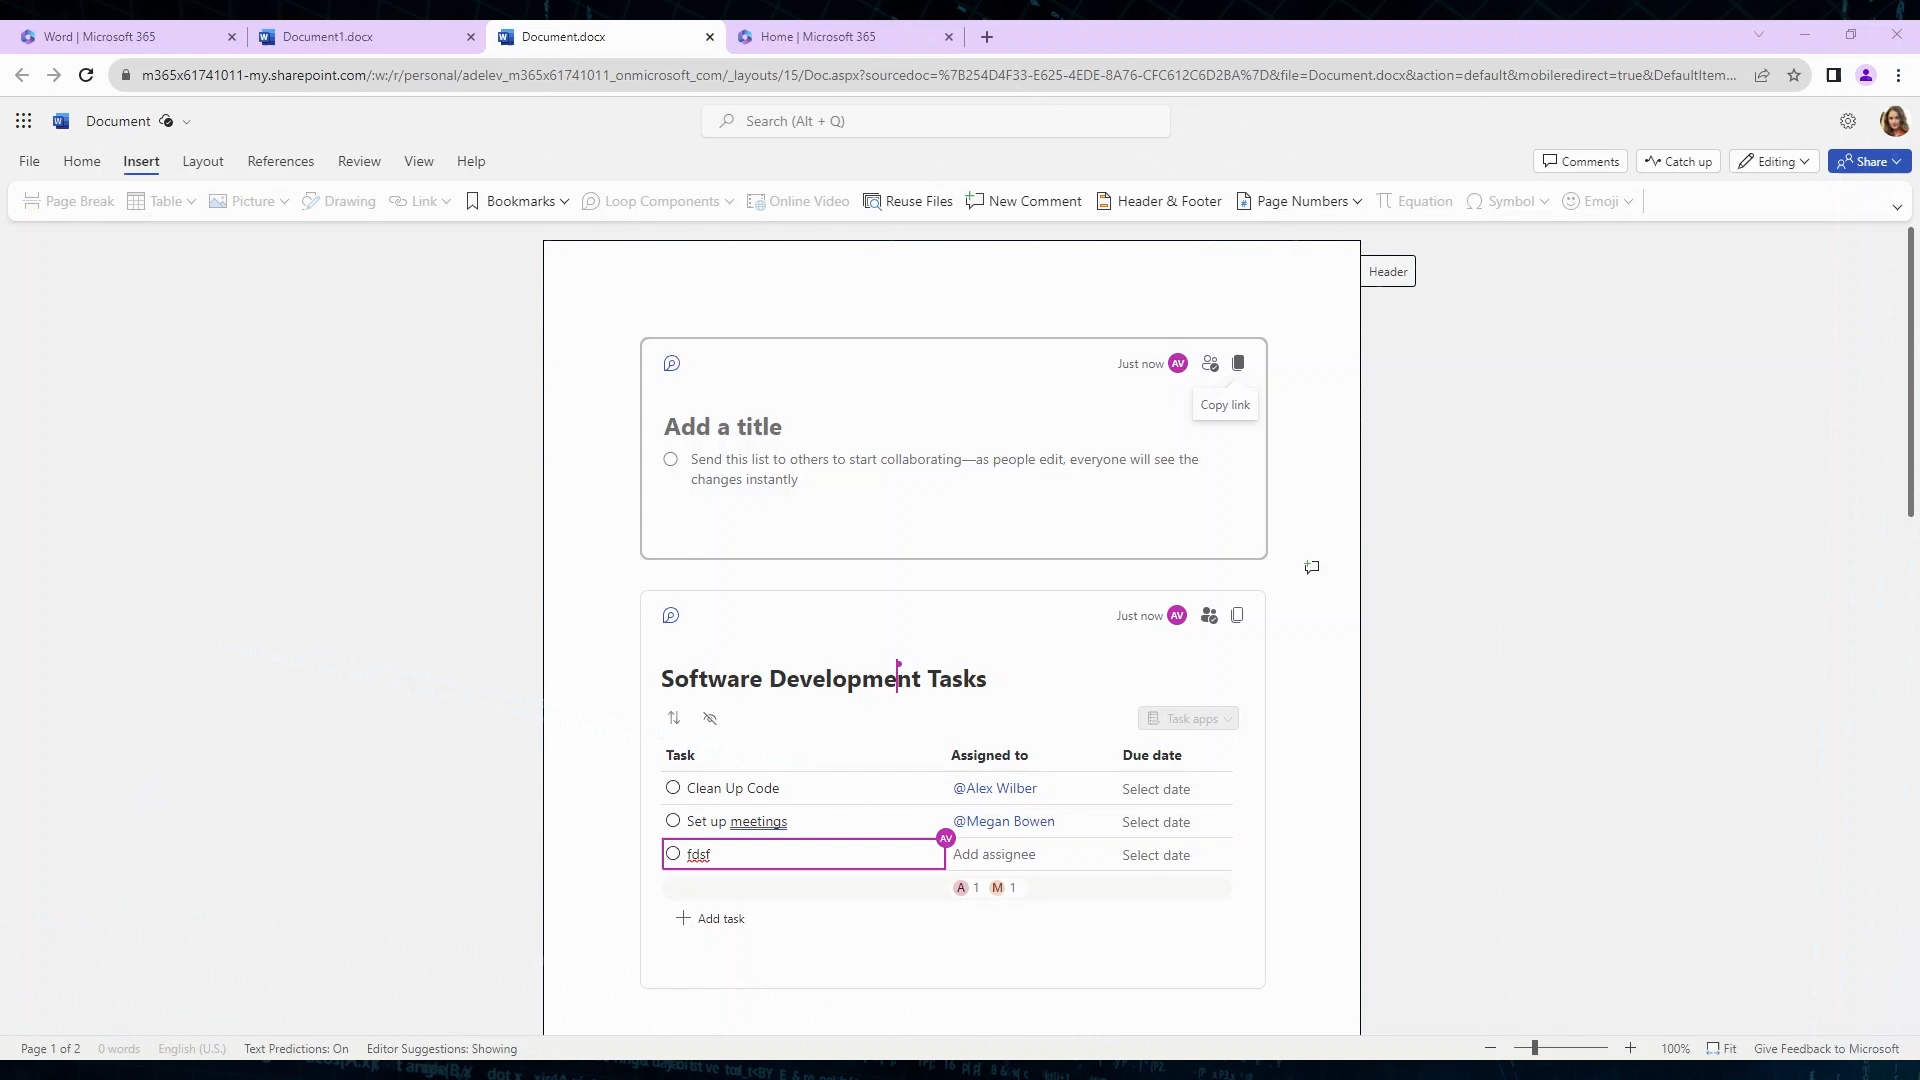 Word | Microsoft 365
Document1.docx
Document.docx
Home | Microsoft 365
m365x61741011-my.sharepoint.com/:w:/r/personal/adelev_m365x61741011_onmicrosoft_com/_layouts/15/Doc.aspx?sourcedoc=%7B254D4F33-E625-4EDE-8A76-CFC612C6D2BA%7D&file=Document.docx&action=default&mobileredirect=true&DefaultItem...
Document
Search (Alt + Q)
File Home Insert Layout References Review View Help
Comments Catch up Editing Share
Page Break Table Picture Drawing Link Bookmarks Loop Components Online Video Reuse Files New Comment Header & Footer Page Numbers Equation Symbol Emoji
Header
Just now AV
Copy link
Add a title
Send this list to others to start collaborating—as people edit, everyone will see the
changes instantly
Just now AV
Software Development Tasks
Task apps
Task Assigned to Due date
Clean Up Code @Alex Wilber Select date
Set up meetings @Megan Bowen Select date
AV
fdsf Add assignee Select date
A 1 M 1
Add task
Page 1 of 2 0 words English (U.S.) Text Predictions: On Editor Suggestions: Showing 100% Fit Give Feedback to Microsoft